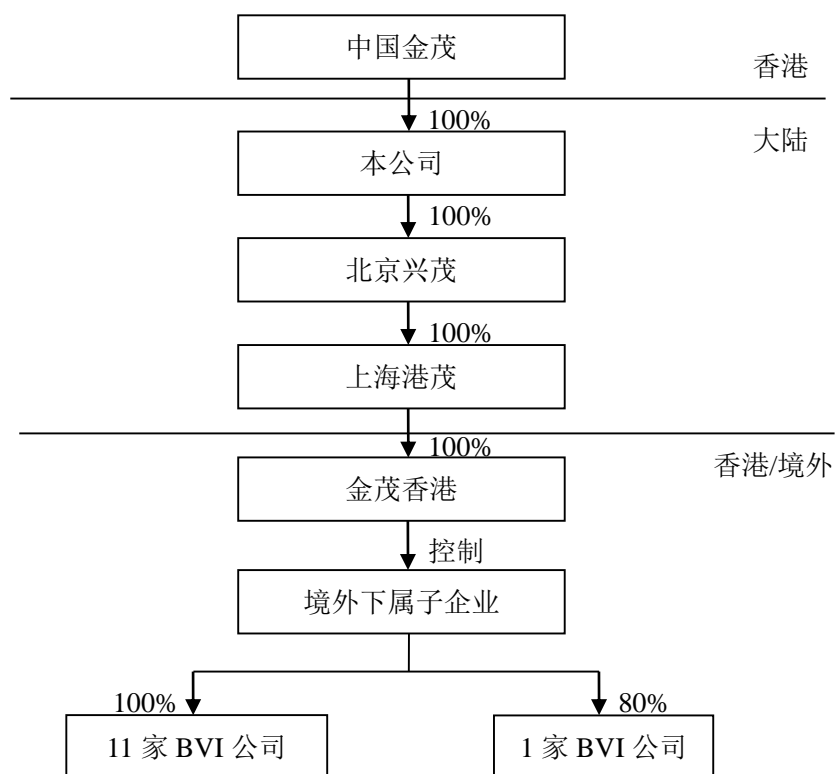 中国金茂
香港
100%
大陆
本公司
100%
北京兴茂
100%
上海港茂
100%
香港/境外
金茂香港
控制
境外下属子企业
100%
80%
11 家 BVI 公司
1 家 BVI 公司